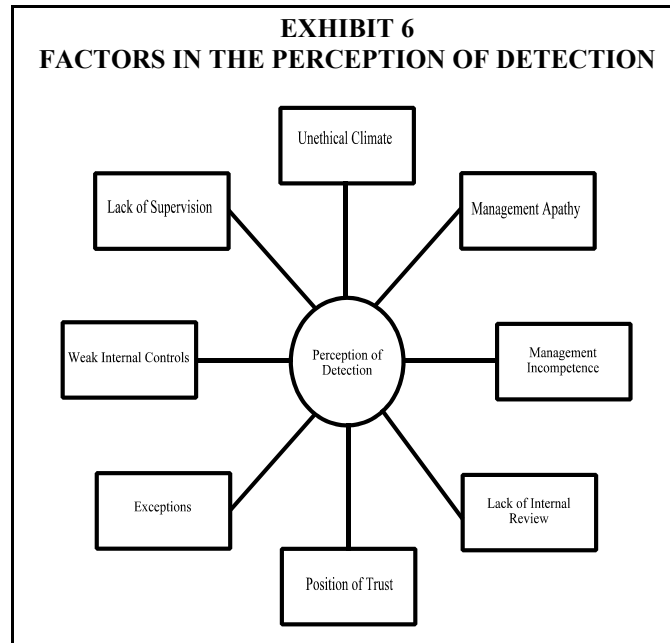 EXHIBIT 6
FACTORS IN THE PERCEPTION OF DETECTION
Unethical Climate
Lack of Supervision
Management Apathy
Weak Internal Controls
Perception of
Detection
Management
Incompetence
Exceptions
Lack of Internal
Review
Position of Trust